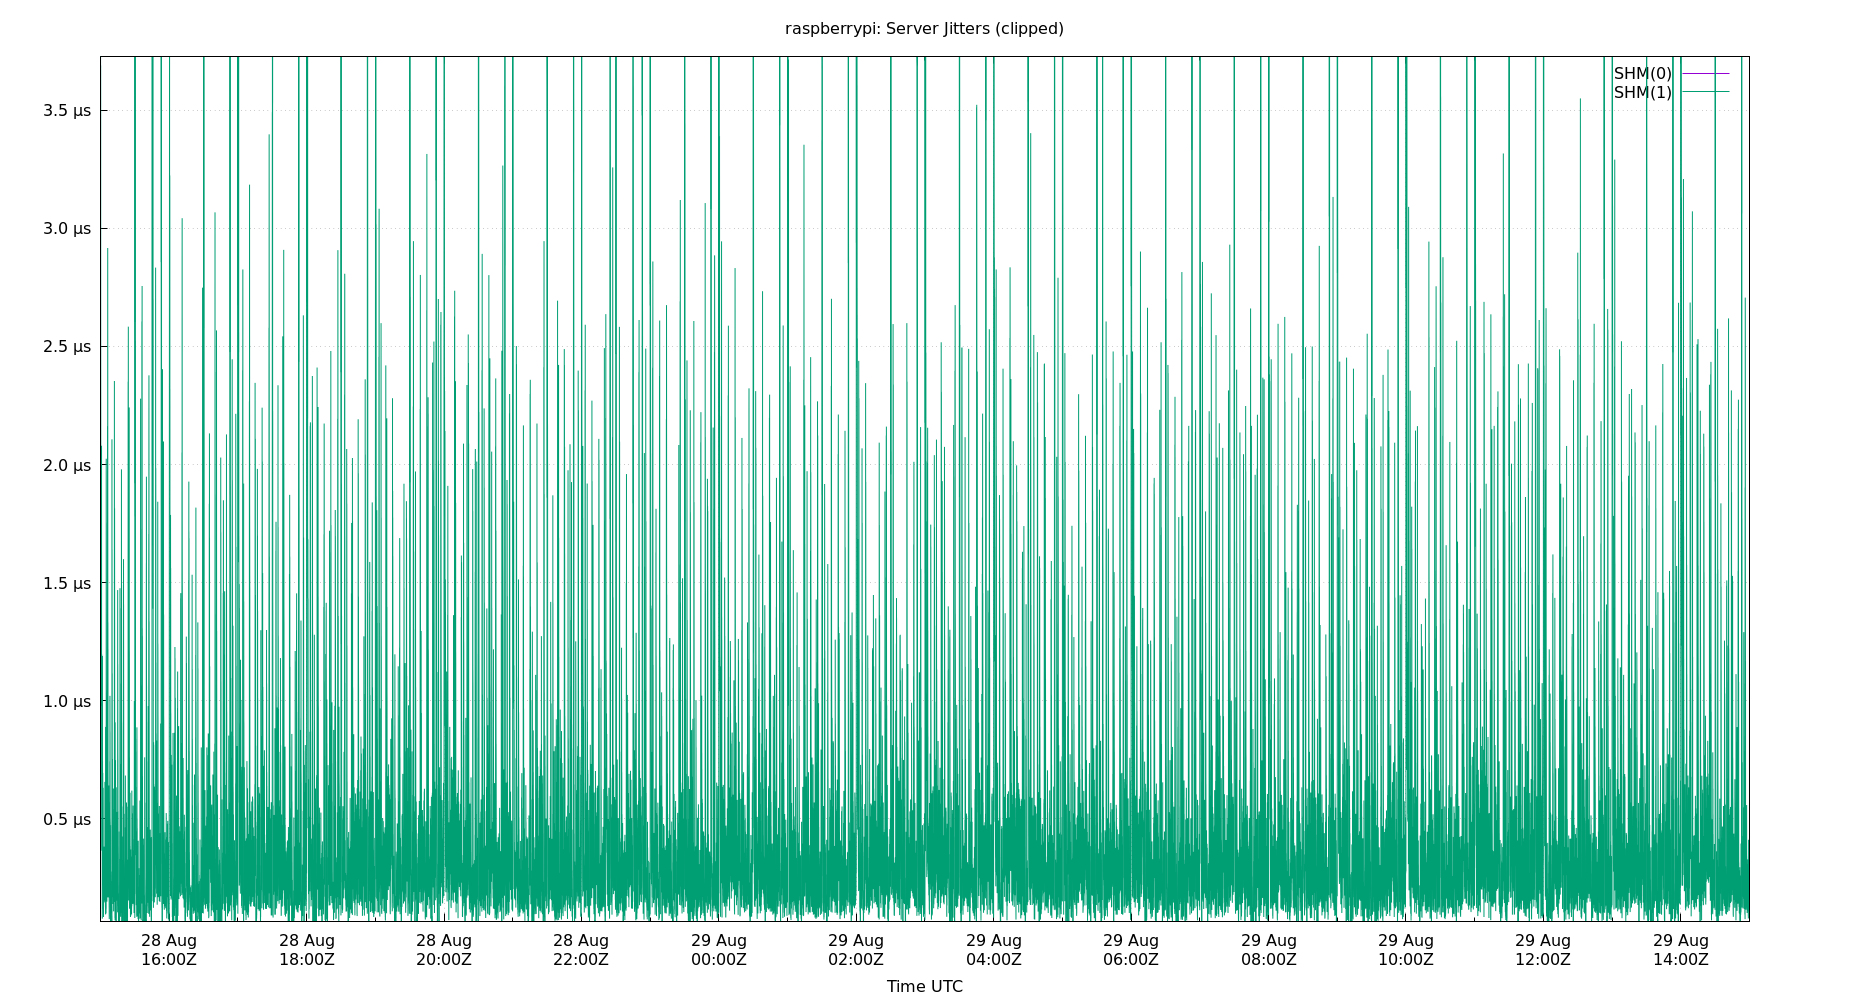 raspberrypi: Server Jitters (clipped)
SHM(0)
SHM(1)
3.5 µs
3.0 µs
2.5 µs
2.0 µs
1.5 µs
1.0 µs
0.5 µs
28 Aug 28 Aug 28 Aug 28 Aug 29 Aug 29 Aug 29 Aug 29 Aug 29 Aug 29 Aug 29 Aug 29 Aug
16:00Z 18:00Z 20:00Z 22:00Z 00:00Z 02:00Z 04:00Z 06:00Z 08:00Z 10:00Z 12:00Z 14:00Z
Time UTC